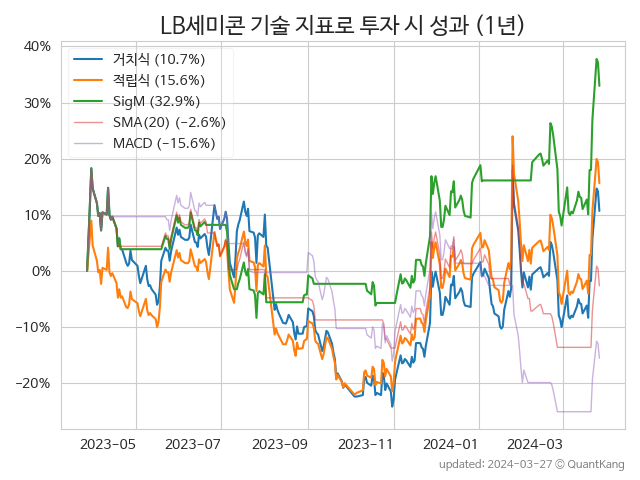 LB세미콘 기술 지표로 투자 시 성과 (1년)
40%
30%
20%
10%
0%
−10%
−20%
거치식 (10.7%)
적립식 (15.6%)
SigM (32.9%)
SMA(20) (−2.6%)
MACD (−15.6%)
2023-05 2023-07 2023-09 2023-11 2024-01 2024-03
updated: 2024-03-27 © QuantKang